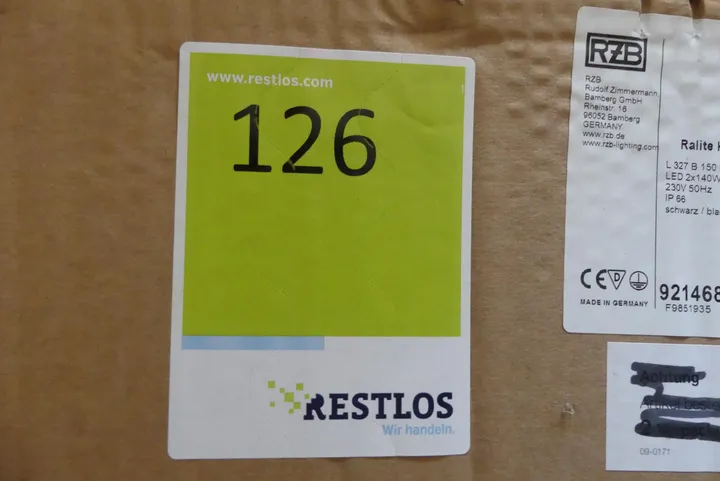 www.restlos.com
126
RESTLOS
Wir handeln.
RZB
RZB
Rudolf Zimmermann
Bamberg GmbH
Rheinstr. 16
96052 Bamberg
GERMANY
www.rzb.de
www.rzb-lighting.com
Ralite
L 327 B 150
LED 2x140W
230V 50Hz
IP 66
schwarz / bla
CE D
MADE IN GERMANY
921468
F9851935
Achtung
Artikel
09-0171